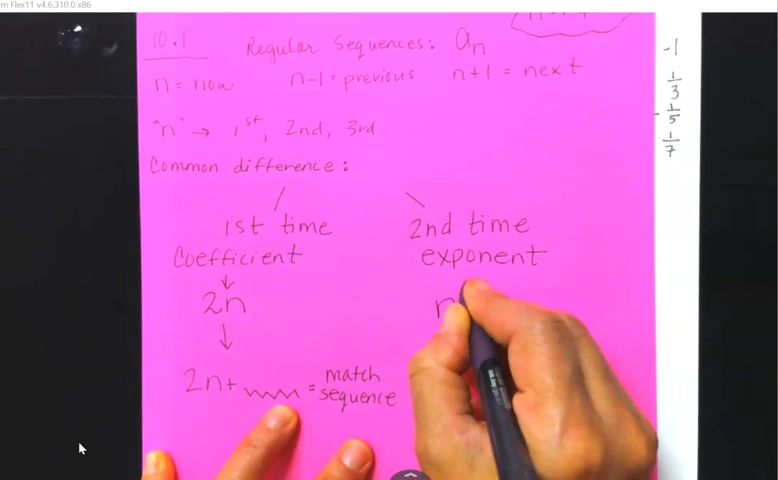 m Flex11 v4.6.310.0 x86
10.1 Regular Sequences: an
n = now n-1 = previous n+1 = next
"n" → 1st, 2nd, 3rd
Common difference:
1st time
Coefficient
2n
2n+ = match
sequence
2nd time
exponent
n
-1
1/3
-1/5
1/7